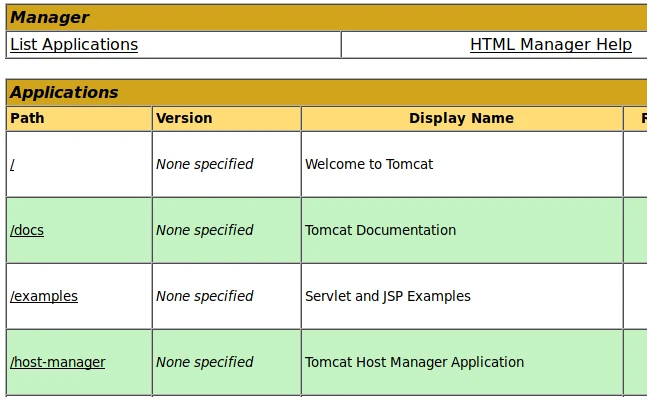 Manager
List Applications HTML Manager Help
Applications
Path Version Display Name
/ None specified Welcome to Tomcat
/docs None specified Tomcat Documentation
/examples None specified Servlet and JSP Examples
/host-manager None specified Tomcat Host Manager Application